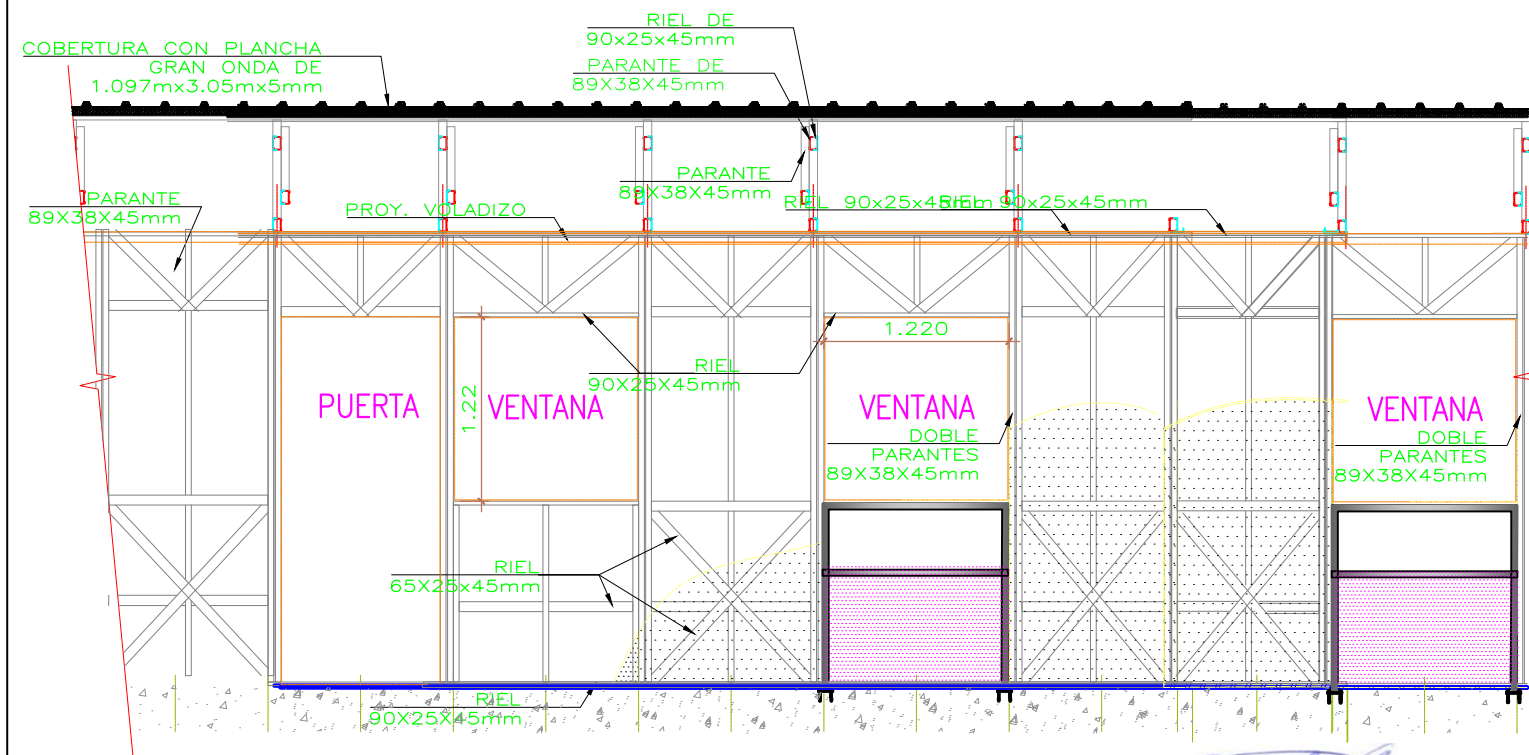 RIEL DE
90x25x45mm
COBERTURA CON PLANCHA
GRAN ONDA DE
1.097mx3.05mx5mm
PARANTE DE
89X38X45mm
PARANTE
89X38X45mm
PARANTE
89X38X45mm
PROY. VOLADIZO
RIEL 90x25x45mm
RIEL 90x25x45mm
1.220
RIEL
90X25X45mm
PUERTA
1.22
VENTANA
VENTANA
VENTANA
DOBLE
PARANTES
89X38X45mm
DOBLE
PARANTES
89X38X45mm
RIEL
65X25x45mm
RIEL
90X25X45mm